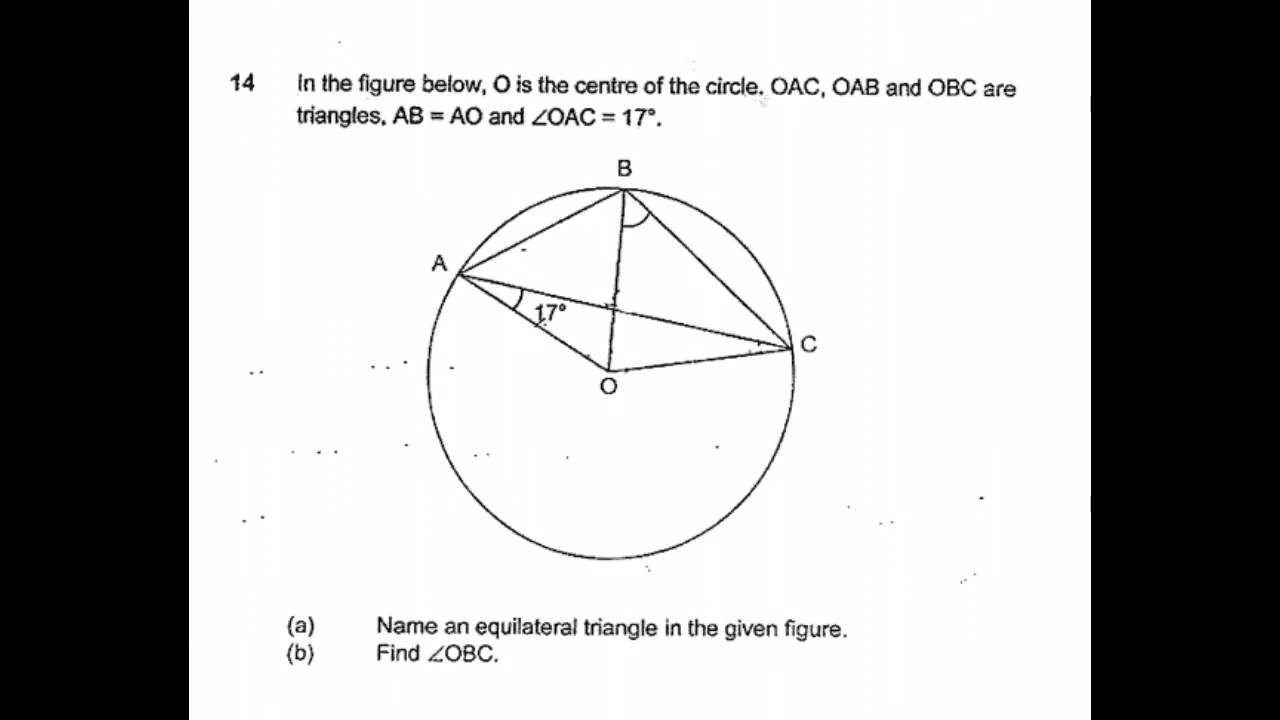 14 In the figure below, O is the centre of the circle. OAC, OAB and OBC are
triangles, AB = AO and ∠OAC = 17°.
B
A
17°
C
O
(a) Name an equilateral triangle in the given figure.
(b) Find ∠OBC.